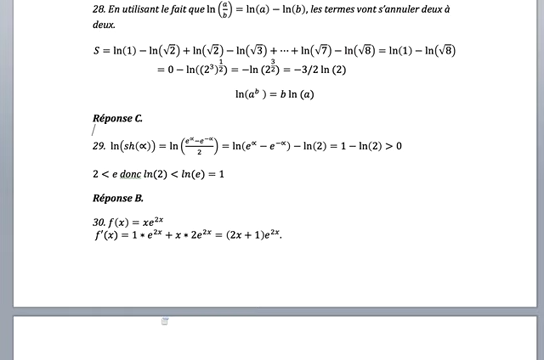 28. En utilisant le fait que ln(a/b) = ln(a) − ln(b), les termes vont s'annuler deux à
deux.
S = ln(1) − ln(√2) + ln(√2) − ln(√3) + ⋯ + ln(√7) − ln(√8) = ln(1) − ln(√8)
= 0 − ln((2³)^(1/2)) = −ln (2^(3/2)) = −3/2 ln (2)
ln(aᵇ ) = b ln (a)
Réponse C.
29. ln(sh(∝)) = ln((e^∝−e^−∝)/2) = ln(e^∝ − e^−∝) − ln(2) = 1 − ln(2) > 0
2 < e donc ln(2) < ln(e) = 1
Réponse B.
30. f(x) = xe^2x
f'(x) = 1 * e^2x + x * 2e^2x = (2x + 1)e^2x.